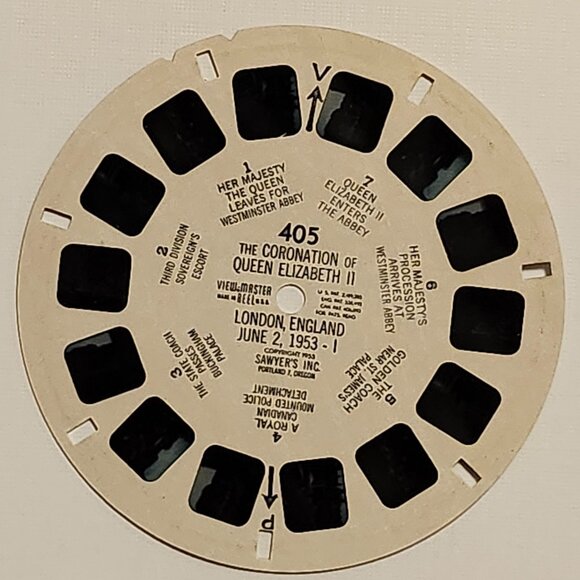 V
1
HER MAJESTY
THE QUEEN
LEAVES FOR
WESTMINSTER ABBEY
7
QUEEN
ELIZABETH II
ENTERS
THE ABBEY
405
THE CORONATION OF
QUEEN ELIZABETH II
VIEW-MASTER
REEL
LONDON, ENGLAND
JUNE 2, 1953 - I
COPYRIGHT 1953
SAWYER'S INC.
PORTLAND 7, OREGON
2
THIRD DIVISION
SOVEREIGN'S
ESCORT
3
THE STATE COACH
BUCKINGHAM
PALACE
4
A ROYAL
CANADIAN
MOUNTED POLICE
DETACHMENT
5
THE
GOLDEN COACH
NEAR ST. JAMES'S
PALACE
6
HER MAJESTY'S
PROCESSION
ARRIVES AT
WESTMINSTER ABBEY